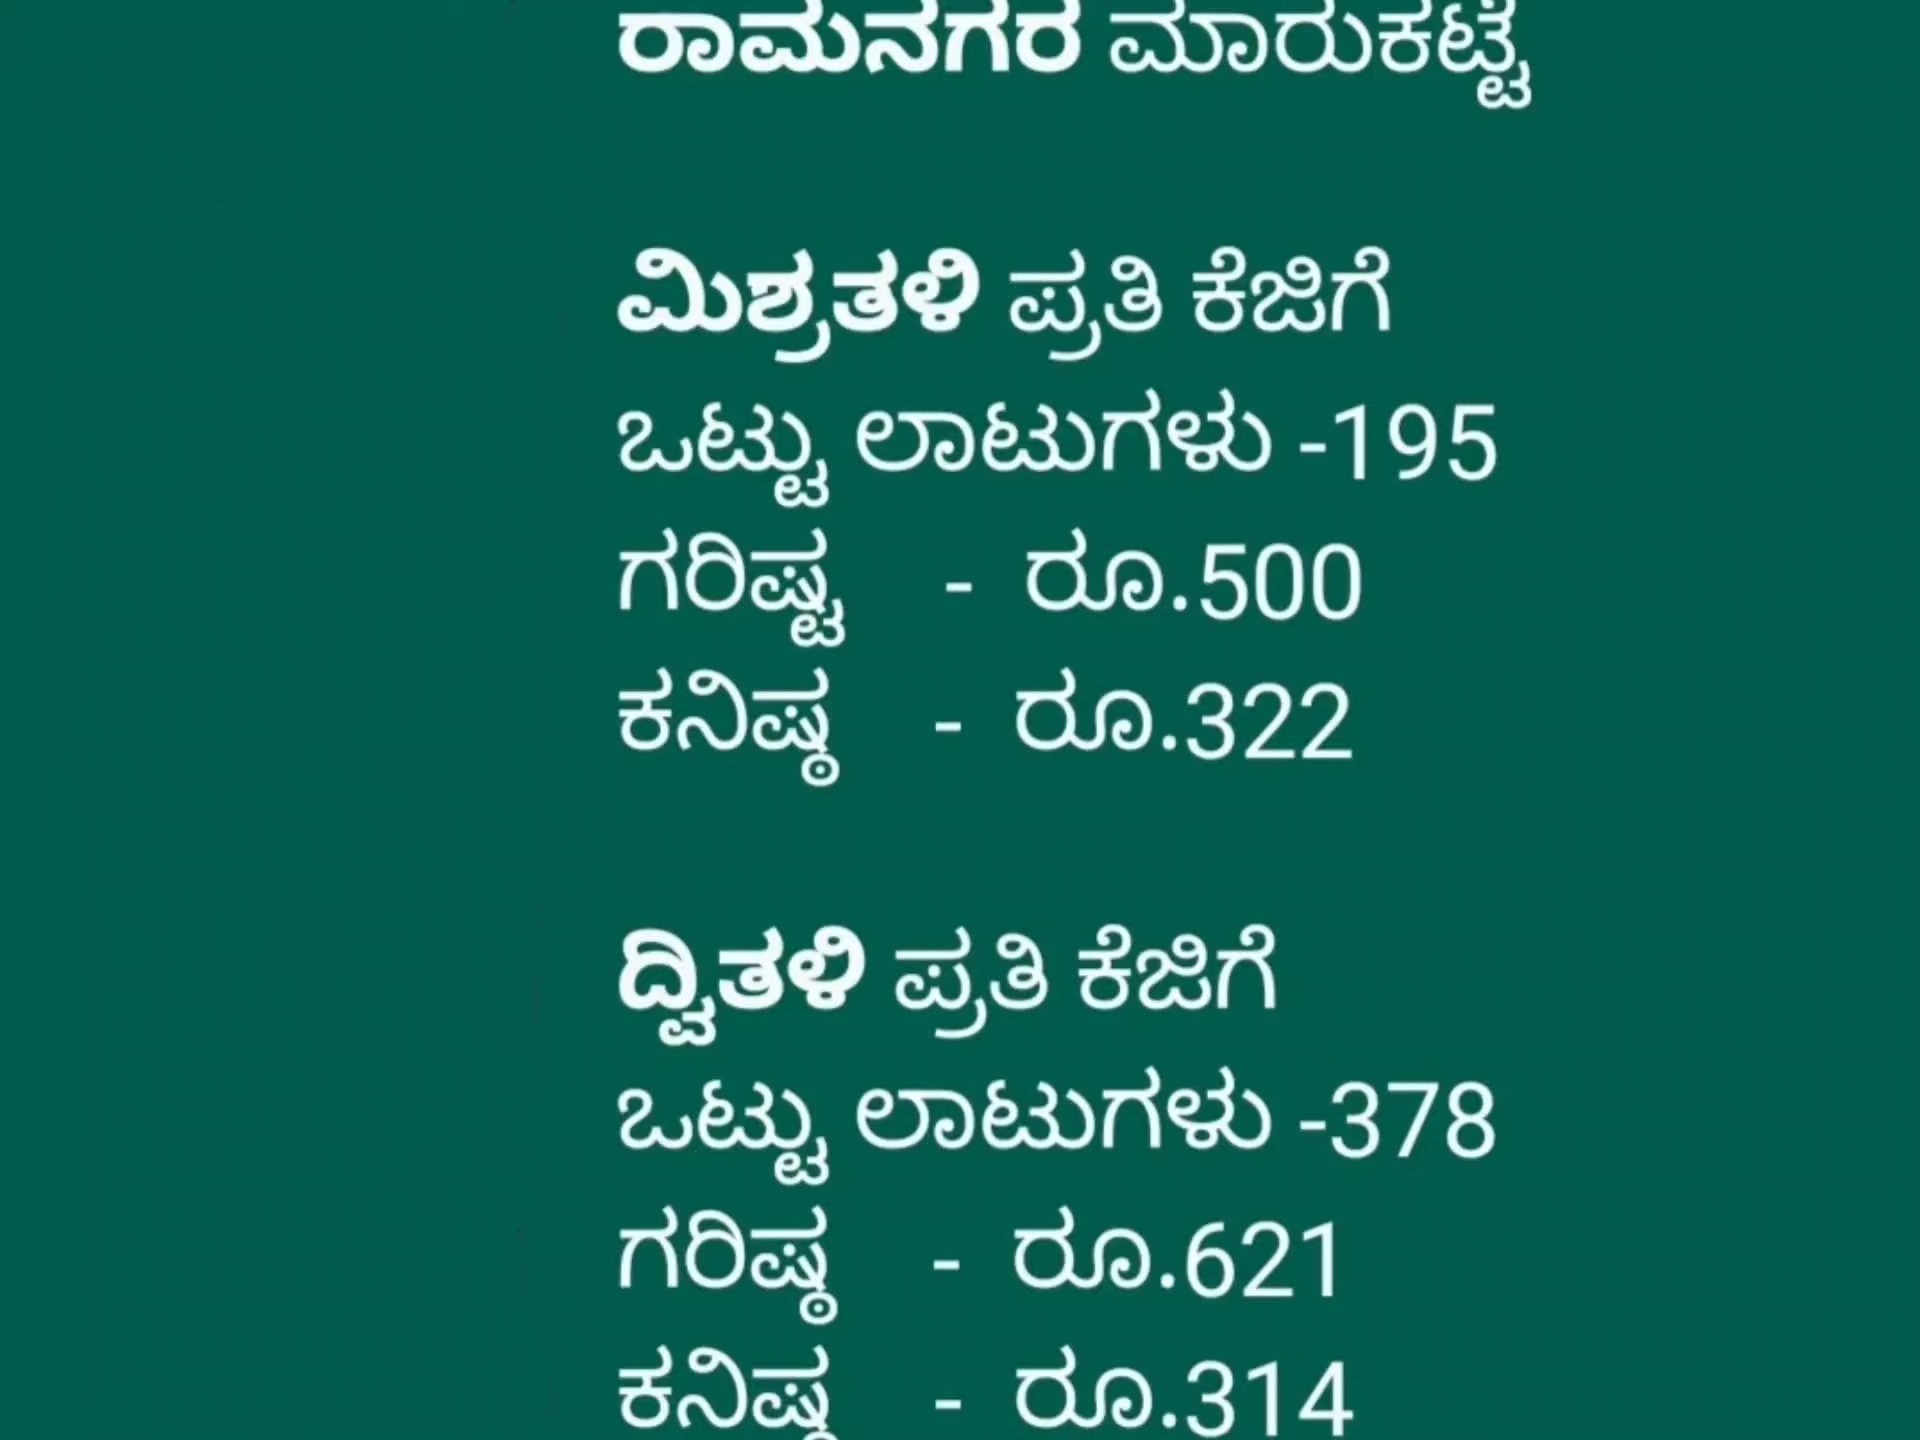 ರಾಮನಗರ ಮಾರುಕಟ್ಟೆ
ಮಿಶ್ರತಳಿ ಪ್ರತಿ ಕೆಜಿಗೆ
ಒಟ್ಟು ಲಾಟುಗಳು -195
ಗರಿಷ್ಟ - ರೂ.500
ಕನಿಷ್ಠ - ರೂ.322
ದ್ವಿತಳಿ ಪ್ರತಿ ಕೆಜಿಗೆ
ಒಟ್ಟು ಲಾಟುಗಳು -378
ಗರಿಷ್ಠ - ರೂ.621
ಕನಿಷ್ಠ - ರೂ.314